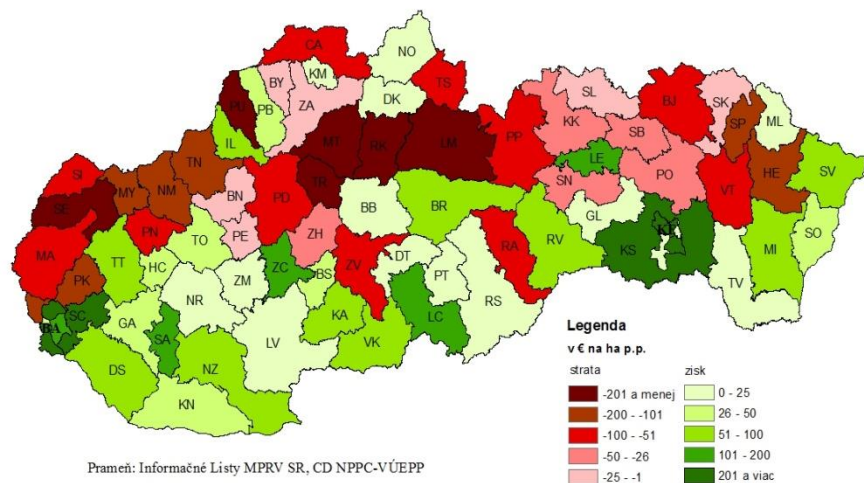 CA
NO
KM
TS
BY
PU
PB
ZA
DK
SL
BJ
SK
ML
KK
PP
SB
SP
IL
MT
RK
LM
LE
HE
SV
TN
PO
VT
SI
SN
MY
NM
BN
PD
TR
BB
BR
GL
SE
PN
TO
PE
ZH
RA
RV
KS
MI
SO
MA
TT
HC
ZC
ZV
DT
PT
RS
TV
PK
NR
ZM
BS
KA
LC
BA
SC
GA
SA
LV
VK
DS
NZ
KN
Legenda
v € na ha p.p.
strata
zisk
-201 a menej
0 - 25
-200 - -101
26 - 50
-100 - -51
51 - 100
-50 - -26
101 - 200
-25 - -1
201 a viac
Prameň: Informačné Listy MPRV SR, CD NPPC-VÚEPP